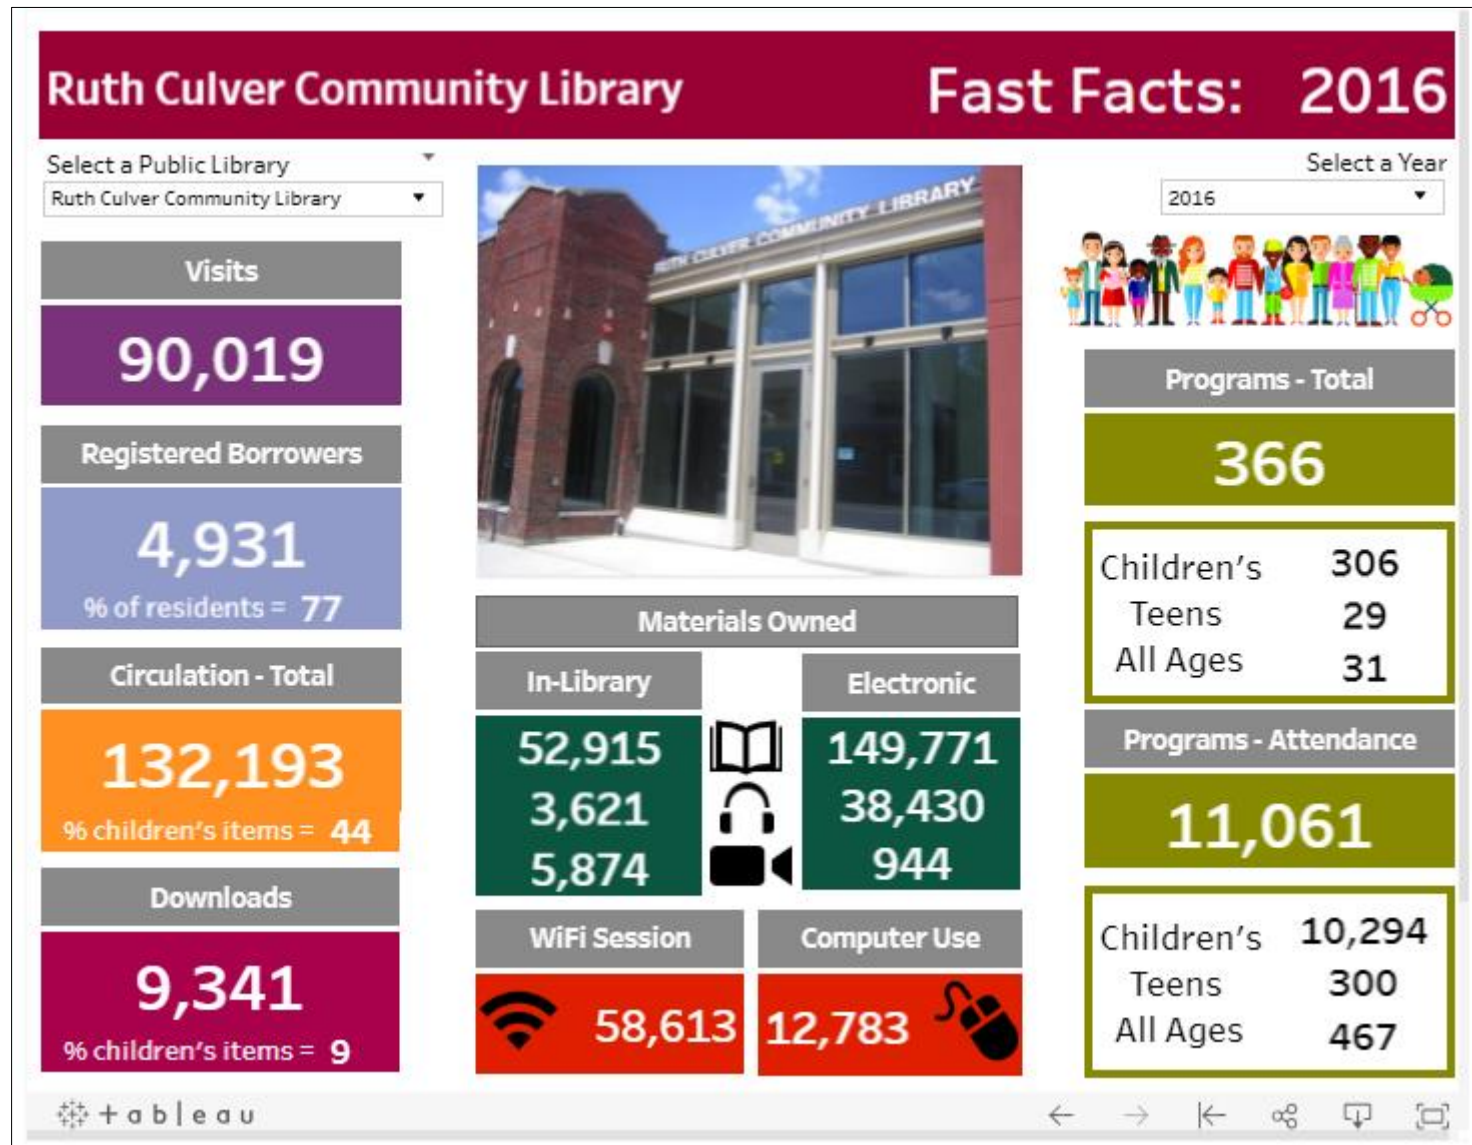 Ruth Culver Community Library
Fast Facts: 2016
Select a Public Library
Ruth Culver Community Library
Select a Year
2016
Visits
90,019
Registered Borrowers
4,931
% of residents = 77
Circulation - Total
132,193
% children's items = 44
Downloads
9,341
% children's items = 9
RUTH CULVER COMMUNITY LIBRARY
Materials Owned
In-Library
Electronic
52,915
149,771
3,621
38,430
5,874
944
WiFi Session
Computer Use
58,613
12,783
Programs - Total
366
Children's 306
Teens 29
All Ages 31
Programs - Attendance
11,061
Children's 10,294
Teens 300
All Ages 467
+ableau